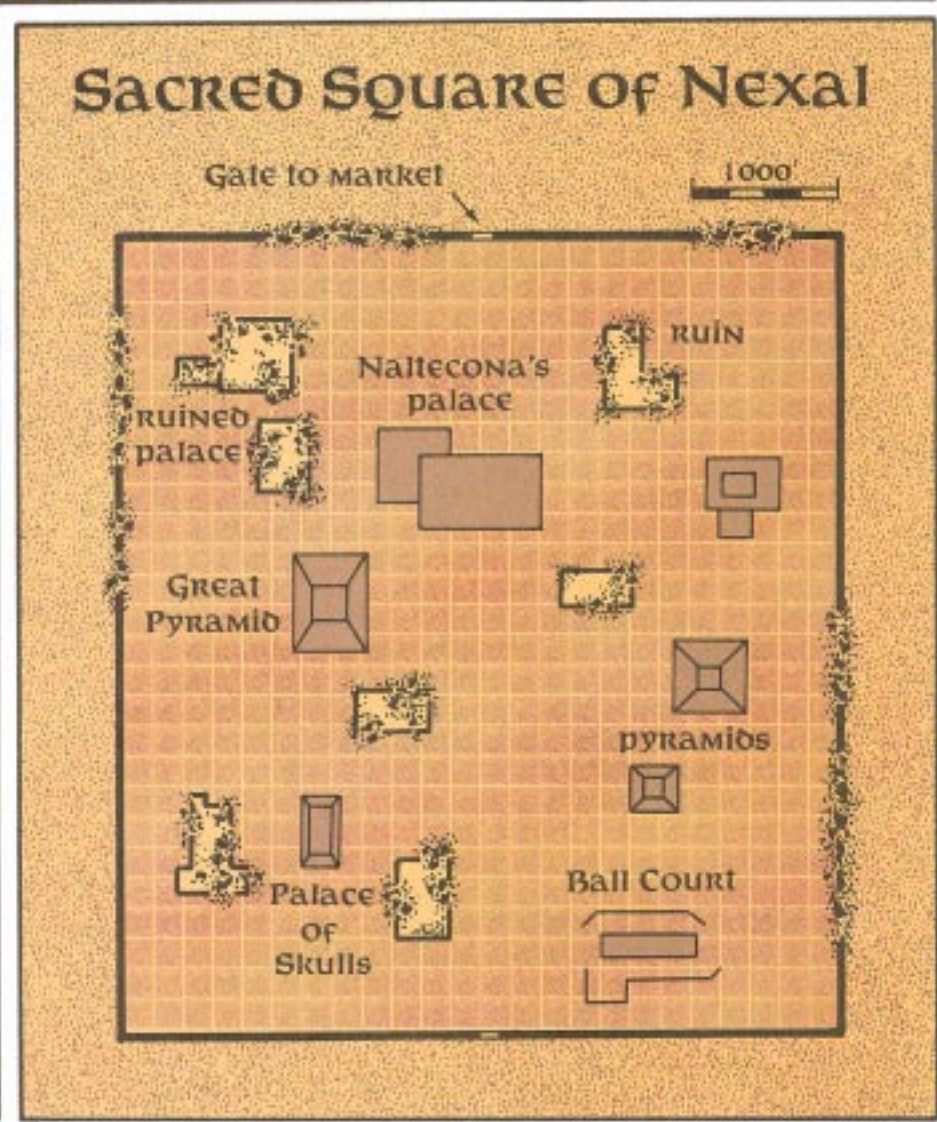 Sacred Square of Nexal
Gate to Market
1000'
Ruin
Naltecona's
palace
Ruined
palace
Great
Pyramid
pyramids
Ball Court
Palace
of
Skulls